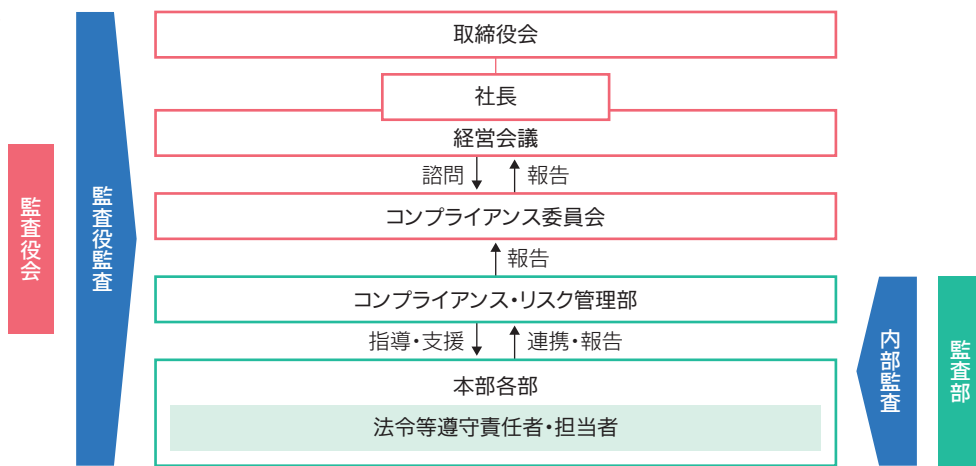 取締役会
社長
経営会議
諮問
報告
コンプライアンス委員会
報告
コンプライアンス・リスク管理部
指導・支援
連携・報告
本部各部
法令等遵守責任者・担当者
監査役会
監査役監査
内部監査
監査部